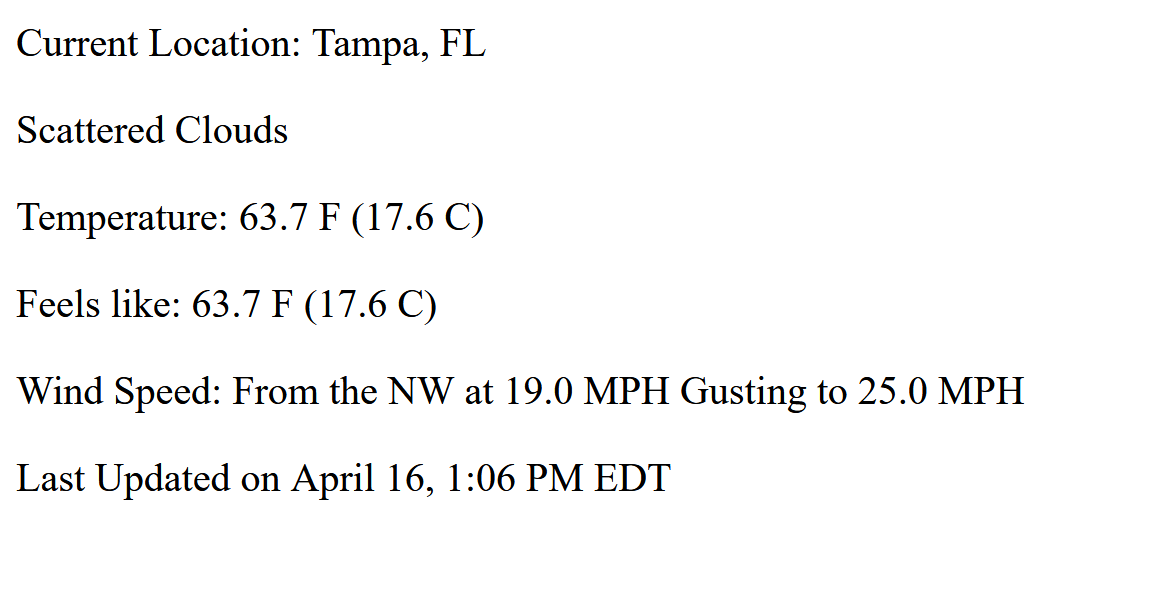 Current Location: Tampa, FL
Scattered Clouds
Temperature: 63.7 F (17.6 C)
Feels like: 63.7 F (17.6 C)
Wind Speed: From the NW at 19.0 MPH Gusting to 25.0 MPH
Last Updated on April 16, 1:06 PM EDT